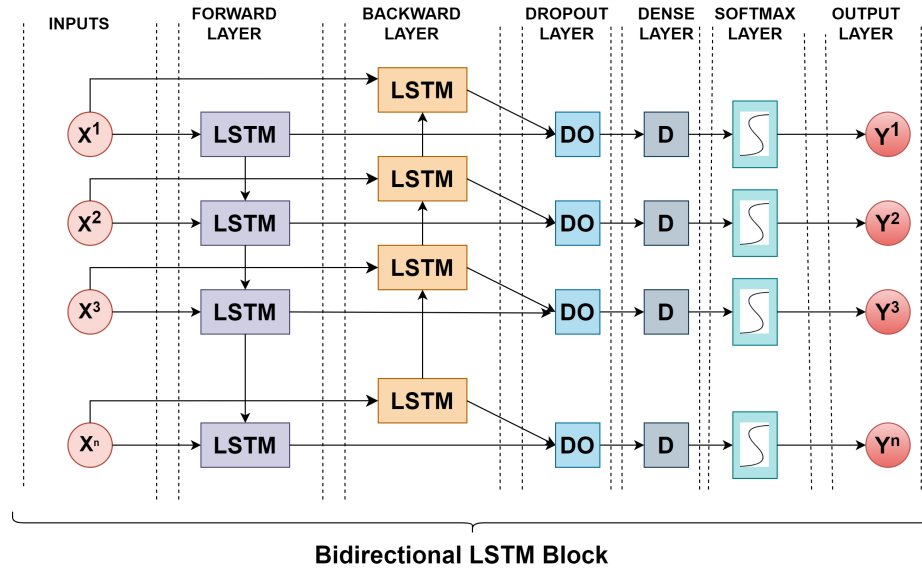 INPUTS
FORWARD
LAYER
BACKWARD
LAYER
DROPOUT
LAYER
DENSE
LAYER
SOFTMAX
LAYER
OUTPUT
LAYER
LSTM
X¹ LSTM DO D Y¹
LSTM
X² LSTM DO D Y²
LSTM
X³ LSTM DO D Y³
LSTM
Xⁿ LSTM DO D Yⁿ
Bidirectional LSTM Block